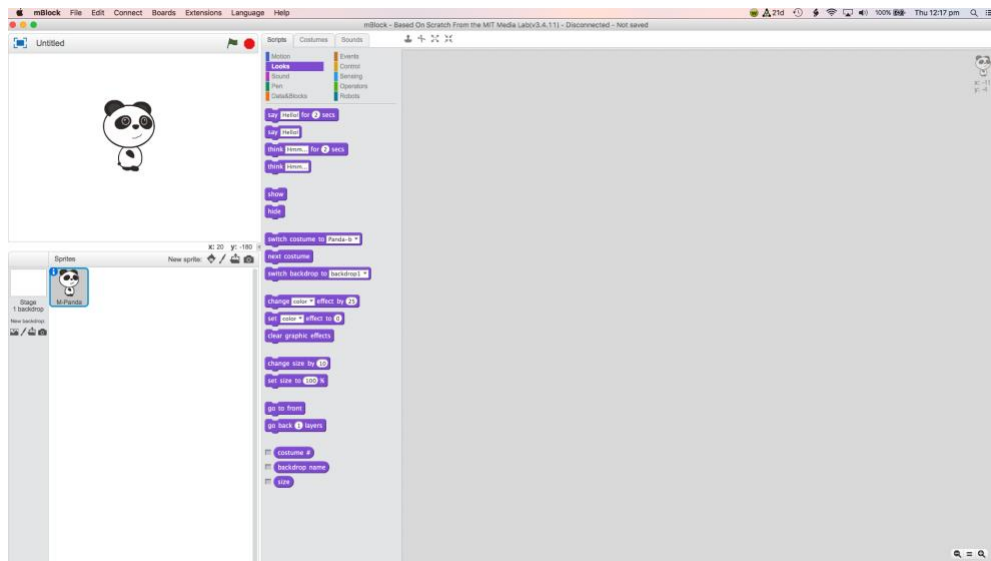 mBlock File Edit Connect Boards Extensions Language Help 21d 100% Thu 12:17 pm
mBlock - Based On Scratch From the MIT Media Lab(v3.4.11) - Disconnected - Not saved
Untitled
Scripts Costumes Sounds
Motion Events
Looks Control
Sound Sensing
Pen Operators
Data&Blocks Robots
say Hello! for 2 secs
say Hello!
think Hmm... for 2 secs
think Hmm...
show
hide
switch costume to Panda-b
next costume
switch backdrop to backdrop1
change color effect by 25
set color effect to 0
clear graphic effects
change size by 10
set size to 100 %
go to front
go back 1 layers
costume #
backdrop name
size
X: 20 y: -180
Sprites New sprite:
Stage
1 backdrop
New backdrop:
M-Panda